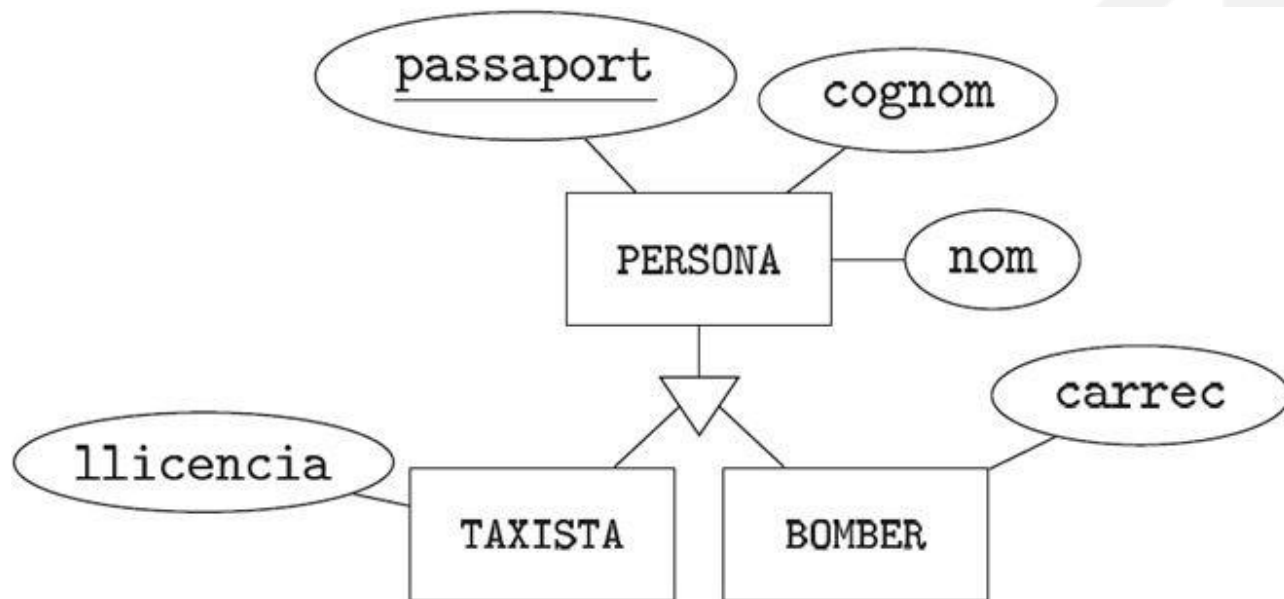 passaport
cognom
PERSONA
nom
carrec
llicencia
TAXISTA
BOMBER